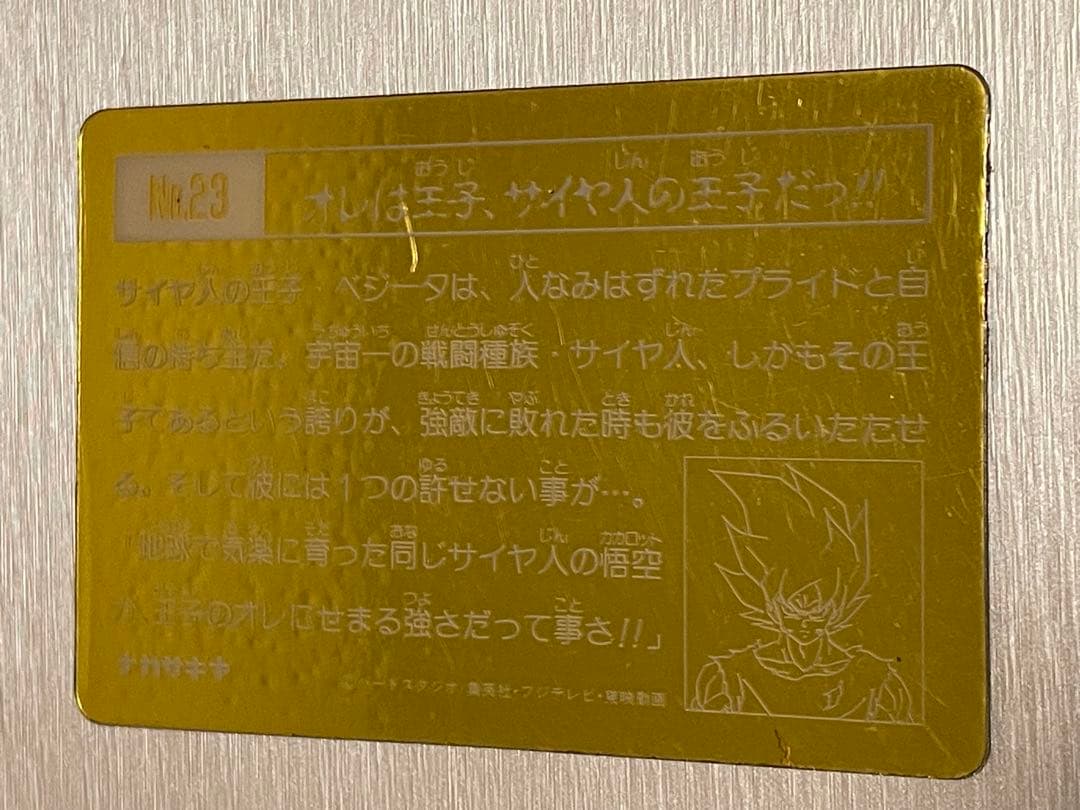 No.23
オレは王子、サイヤ人の王子だっ!!
サイヤ人の王子 ベジータは、人なみはずれたプライドと自
信の持ち主だ。宇宙一の戦闘種族・サイヤ人、しかもその王
子であるという誇りが、強敵に敗れた時も彼をふるいたたせ
る。そして彼には1つの許せない事が…。
「地球で気楽に育った同じサイヤ人の悟空
が、王子のオレにせまる強さだって事さ!!」
ナガサキヤ
©バードスタジオ/集英社・フジテレビ・東映動画